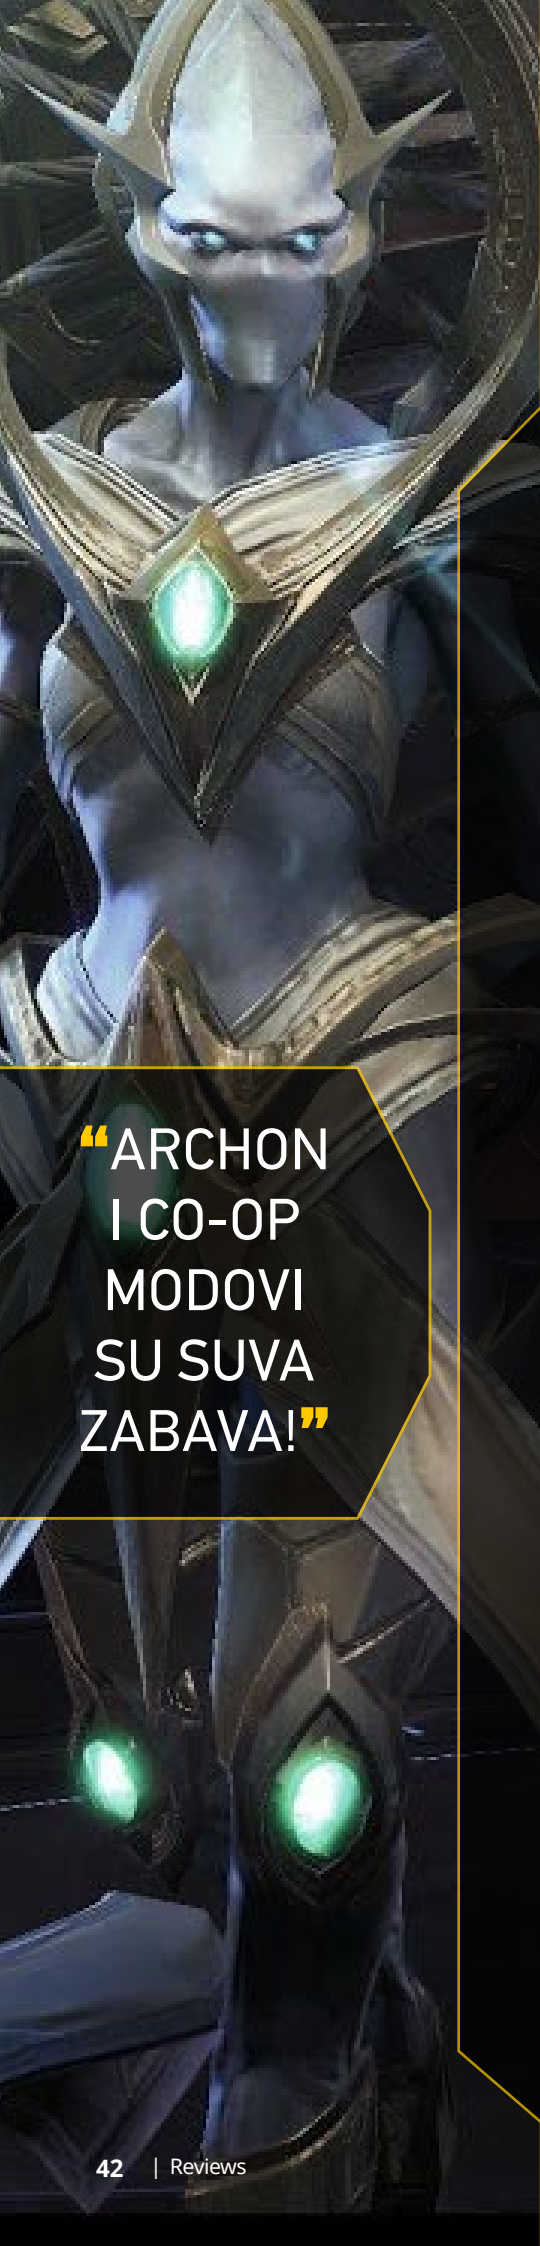 ❝ARCHON
I CO-OP
MODOVI
SU SUVA
ZABAVA!❞
42 | Reviews